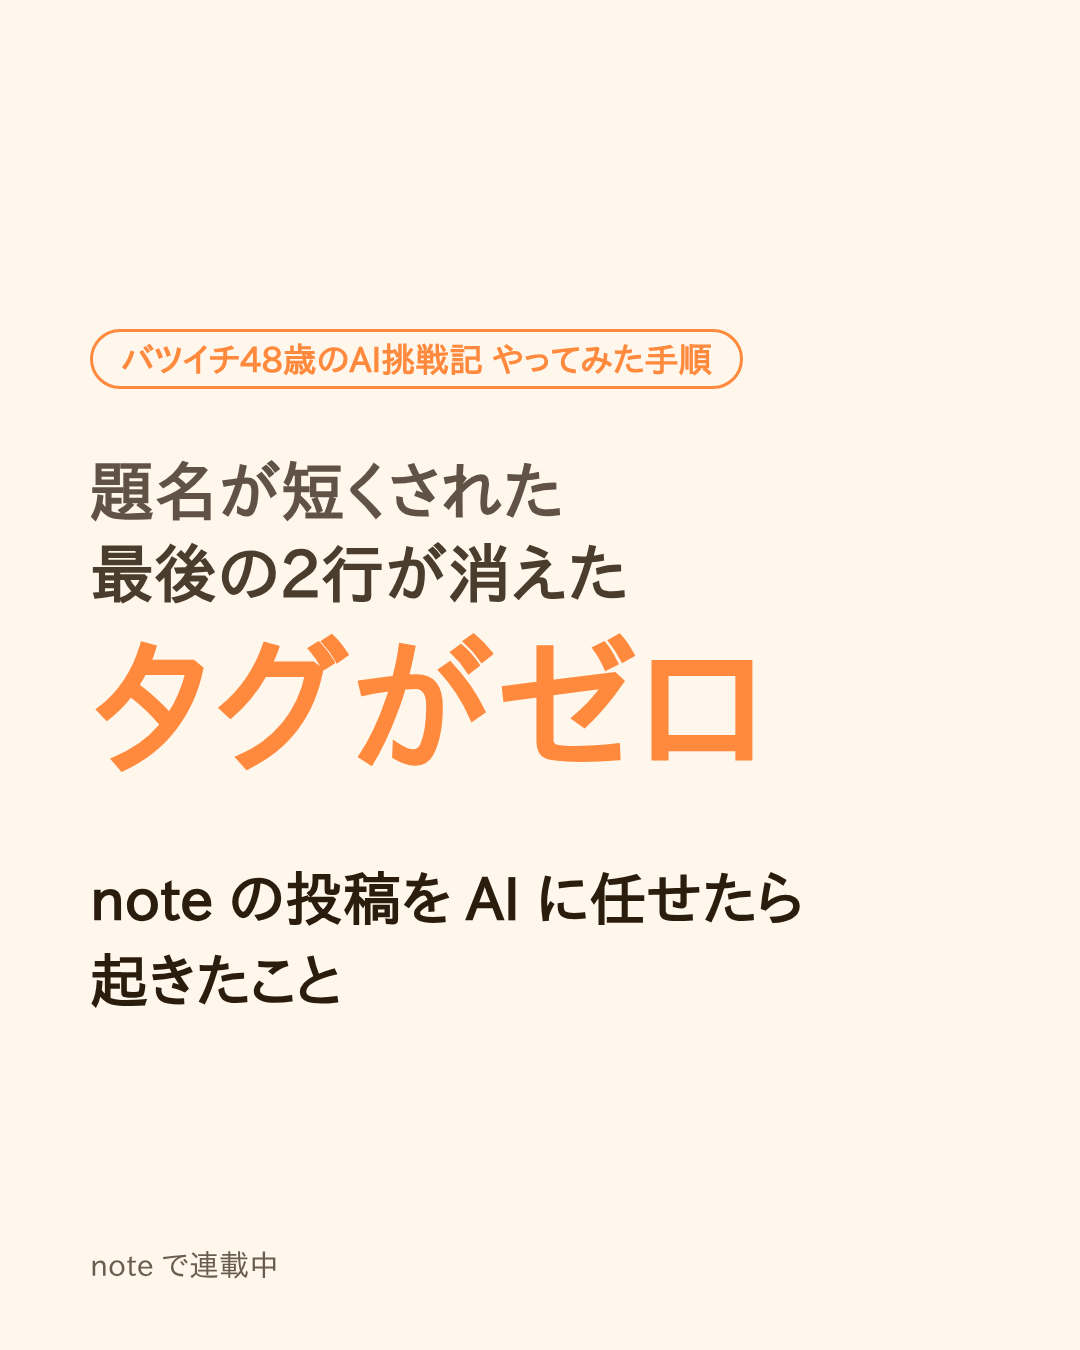 バツイチ48歳のAI挑戦記 やってみた手順
題名が短くされた
最後の2行が消えた
タグがゼロ
note の投稿を AI に任せたら
起きたこと
note で連載中